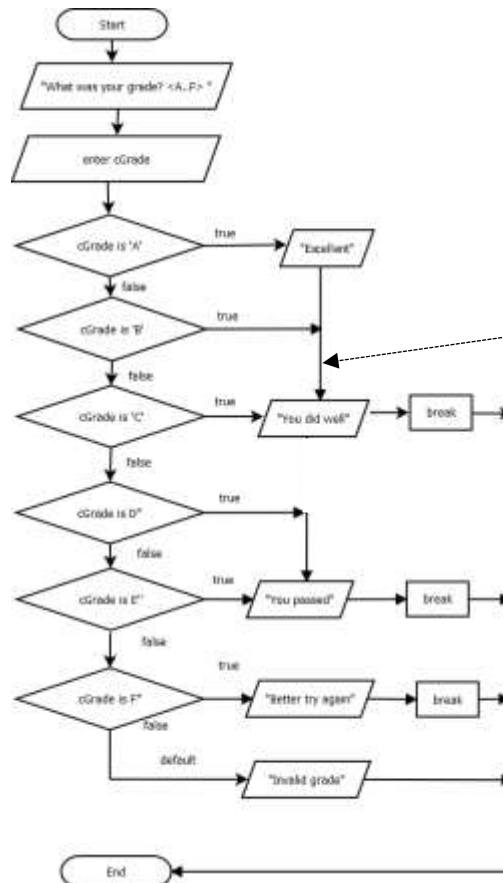 Start
"What was your grade? <A..F> "
enter cGrade
cGrade is 'A'
true
"Excellent"
false
cGrade is 'B'
true
false
cGrade is 'C'
true
"You did well"
break
false
cGrade is D"
true
false
cGrade is E"
true
"You passed"
break
false
cGrade is F"
true
"Better try again"
break
false
default
"Invalid grade"
End